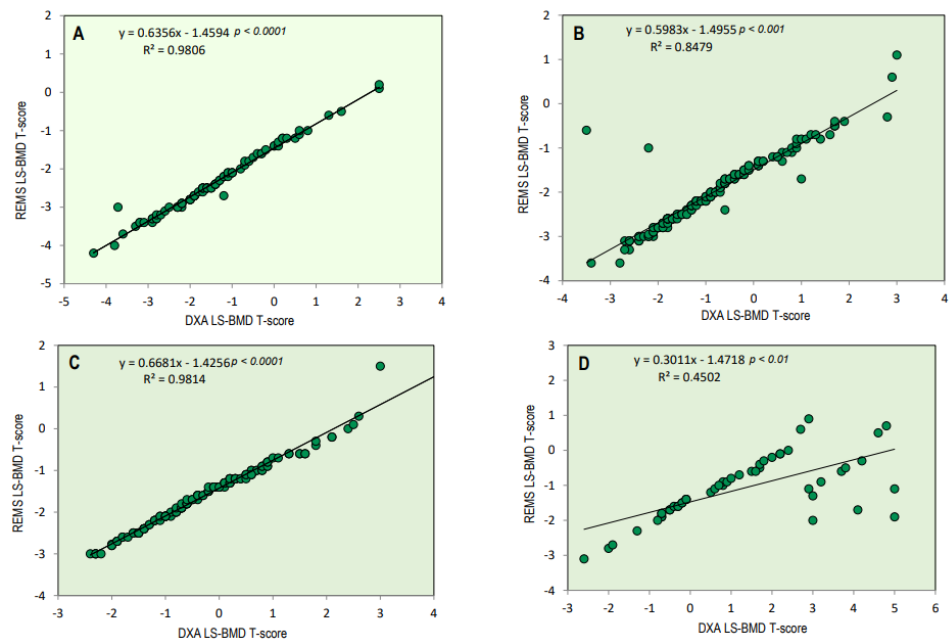 A
y = 0.6356x - 1.4594 p < 0.0001
R² = 0.9806
2
1
0
-1
-2
-3
-4
-5
REMS LS-BMD T-score
-5 -4 -3 -2 -1 0 1 2 3 4
DXA LS-BMD T-score
B
y = 0.5983x - 1.4955 p < 0.001
R² = 0.8479
2
1
0
-1
-2
-3
-4
REMS LS-BMD T-score
-4 -3 -2 -1 0 1 2 3 4
DXA LS-BMD T-score
C
y = 0.6681x - 1.4256 p < 0.0001
R² = 0.9814
2
1
0
-1
-2
-3
-4
REMS LS-BMD T-score
-3 -2 -1 0 1 2 3 4
DXA LS-BMD T-score
D
y = 0.3011x - 1.4718 p < 0.01
R² = 0.4502
3
2
1
0
-1
-2
-3
-4
REMS LS-BMD T-score
-3 -2 -1 0 1 2 3 4 5 6
DXA LS-BMD T-score